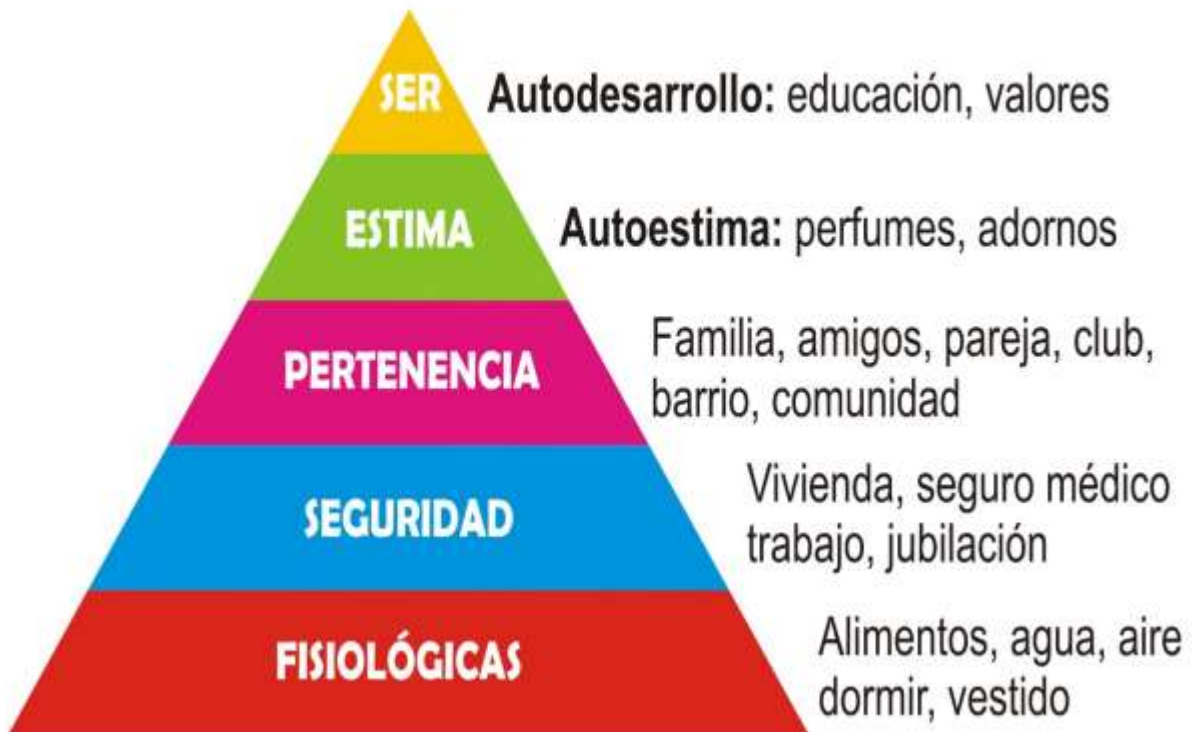 SER
Autodesarrollo: educación, valores
ESTIMA
Autoestima: perfumes, adornos
PERTENENCIA
Familia, amigos, pareja, club,
barrio, comunidad
SEGURIDAD
Vivienda, seguro médico
trabajo, jubilación
FISIOLÓGICAS
Alimentos, agua, aire
dormir, vestido